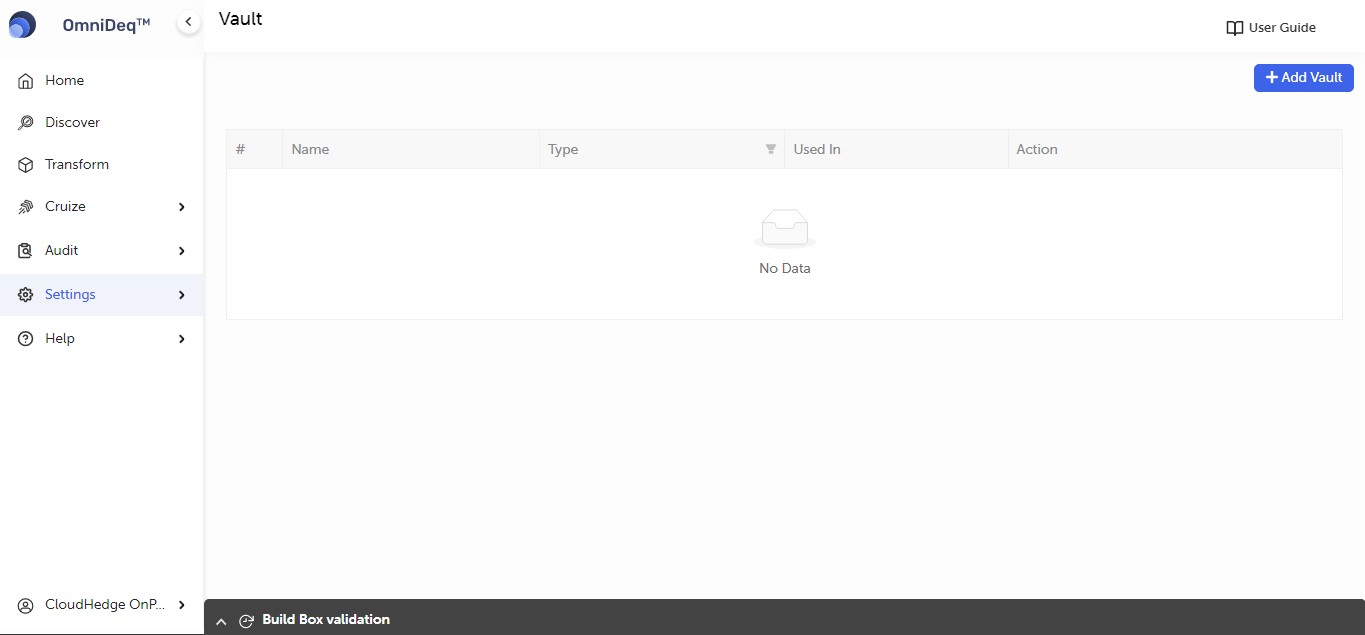 OmniDeq™
Vault
User Guide
Home
Discover
Transform
Cruize
Audit
Settings
Help
CloudHedge OnP...
Add Vault
# Name Type Used In Action
No Data
Build Box validation